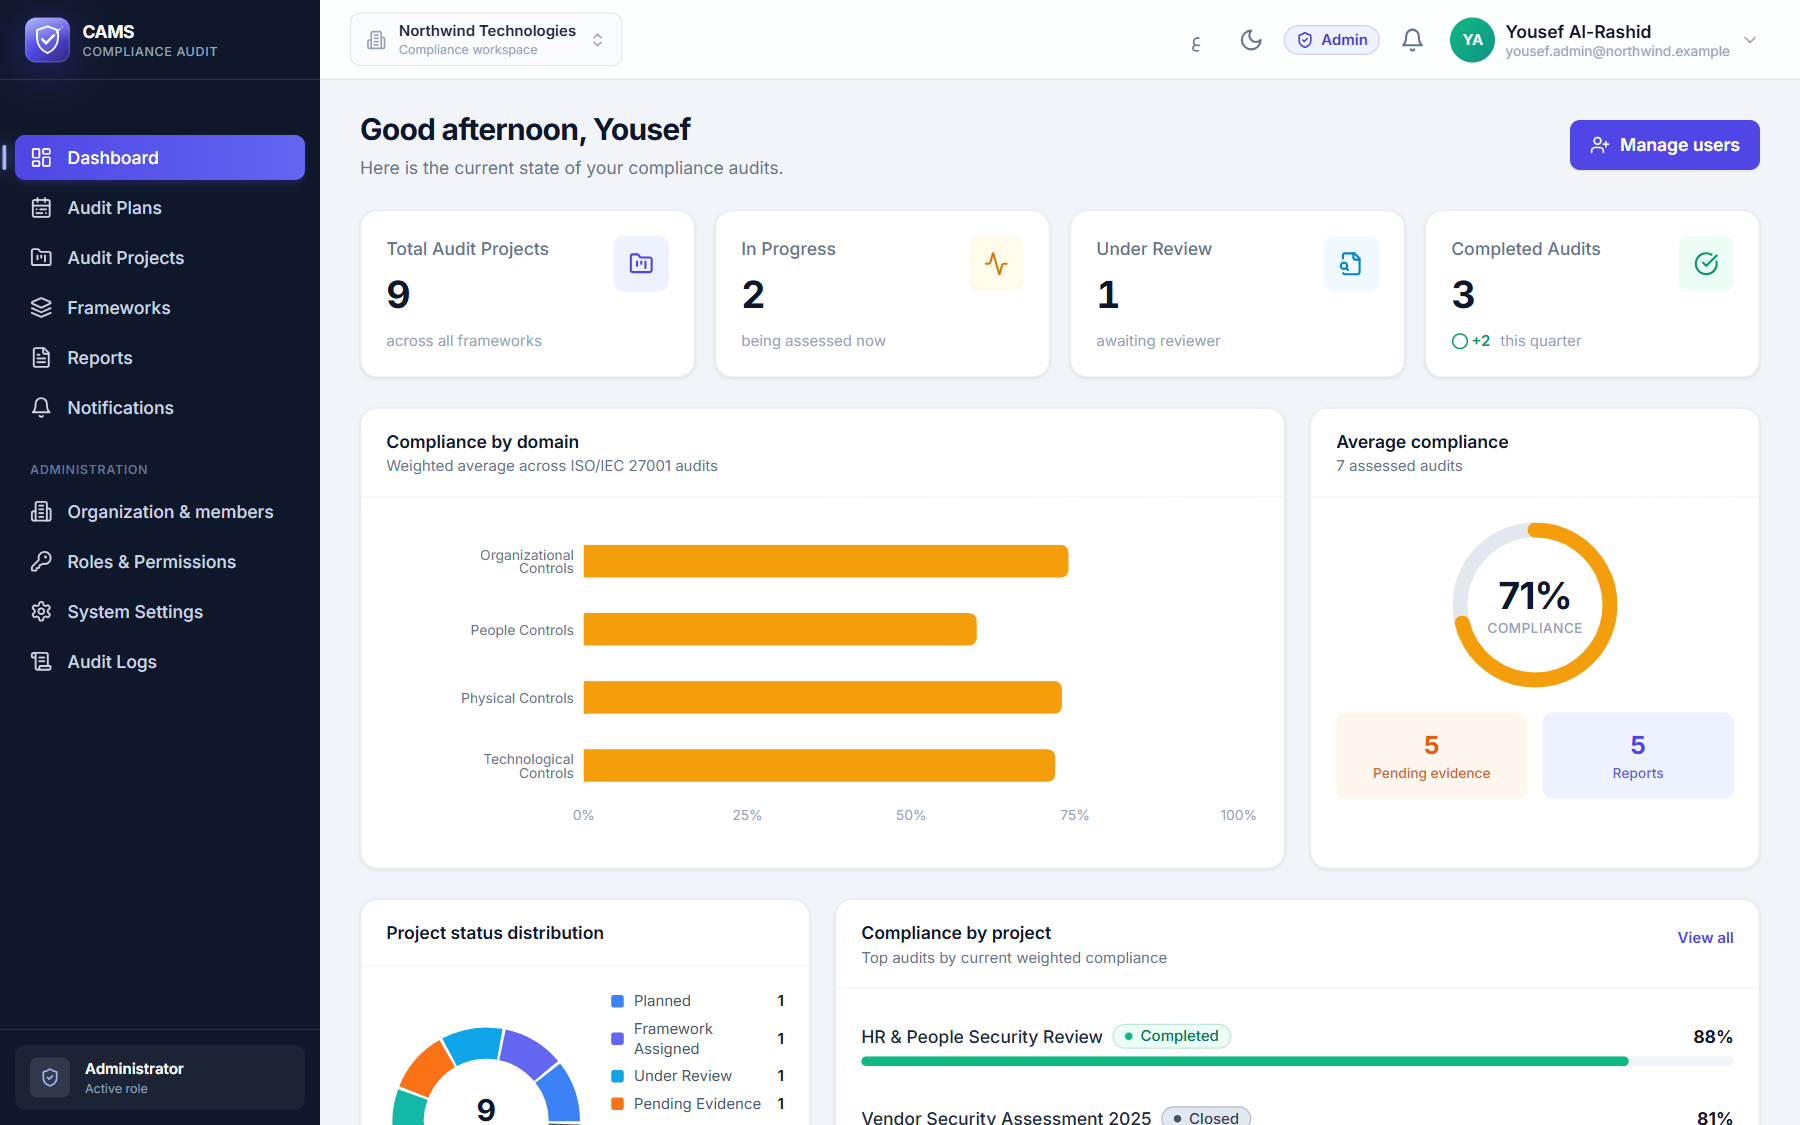 CAMS
COMPLIANCE AUDIT
Northwind Technologies
Compliance workspace
ع
Admin
YA
Yousef Al-Rashid
yousef.admin@northwind.example
Dashboard
Audit Plans
Audit Projects
Frameworks
Reports
Notifications
ADMINISTRATION
Organization & members
Roles & Permissions
System Settings
Audit Logs
Administrator
Active role
Good afternoon, Yousef
Here is the current state of your compliance audits.
Manage users
Total Audit Projects
9
across all frameworks
In Progress
2
being assessed now
Under Review
1
awaiting reviewer
Completed Audits
3
+2 this quarter
Compliance by domain
Weighted average across ISO/IEC 27001 audits
Organizational
Controls
People Controls
Physical Controls
Technological
Controls
0% 25% 50% 75% 100%
Average compliance
7 assessed audits
71%
COMPLIANCE
5
Pending evidence
5
Reports
Project status distribution
9
Planned 1
Framework
Assigned 1
Under Review 1
Pending Evidence 1
Compliance by project
Top audits by current weighted compliance
View all
HR & People Security Review Completed 88%
Vendor Security Assessment 2025 Closed 81%